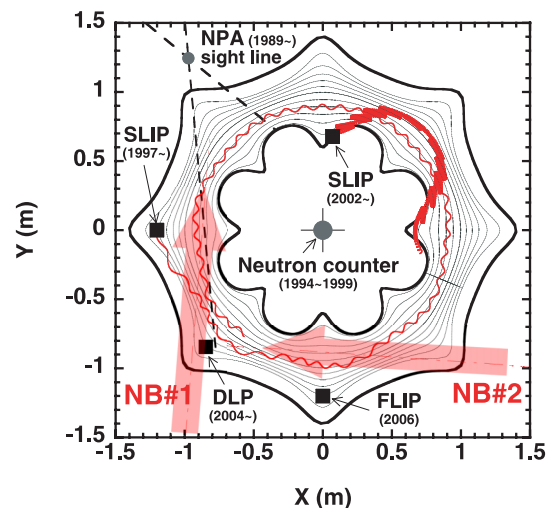 1.5
1
0.5
0
-0.5
-1
-1.5
Y (m)
NPA (1989~)
sight line
SLIP
(1997~)
SLIP
(2002~)
Neutron counter
(1994~1999)
NB#1
DLP
(2004~)
FLIP
(2006)
NB#2
-1.5 -1 -0.5 0 0.5 1 1.5
X (m)